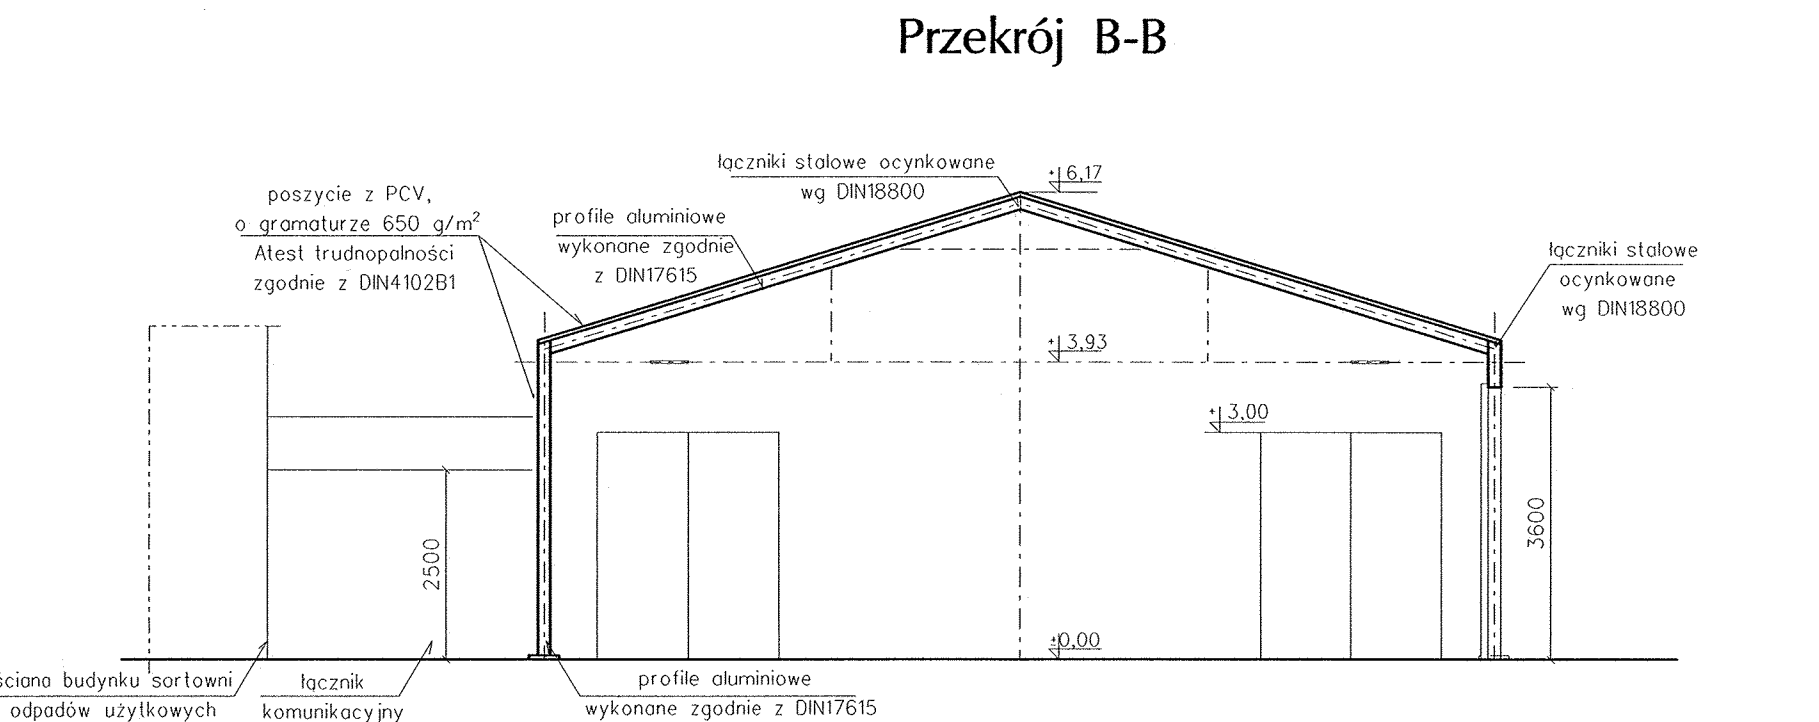 Przekrój B-B
łączniki stalowe ocynkowane
wg DIN18800
+6,17
poszycie z PCV,
o gramaturze 650 g/m²
Atest trudnopalności
zgodnie z DIN4102B1
profile aluminiowe
wykonane zgodnie
z DIN17615
łączniki stalowe
ocynkowane
wg DIN18800
+3,93
+3,00
2500
3600
±0,00
ściana budynku sortowni
odpadów użytkowych
łącznik
komunikacyjny
profile aluminiowe
wykonane zgodnie z DIN17615